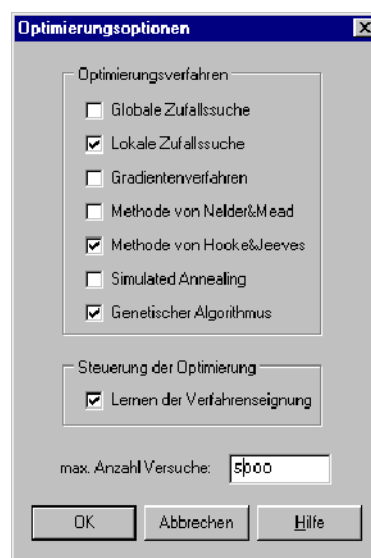 Optimierungsoptionen
Optimierungsverfahren
Globale Zufallssuche
Lokale Zufallssuche
Gradientenverfahren
Methode von Nelder&Mead
Methode von Hooke&Jeeves
Simulated Annealing
Genetischer Algorithmus
Steuerung der Optimierung
Lernen der Verfahrenseignung
max. Anzahl Versuche: 5000
OK Abbrechen Hilfe